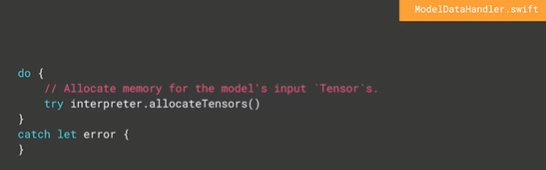 ModelDataHandler.swift
do {
    // Allocate memory for the model's input `Tensor`s.
    try interpreter.allocateTensors()
}
catch let error {
}